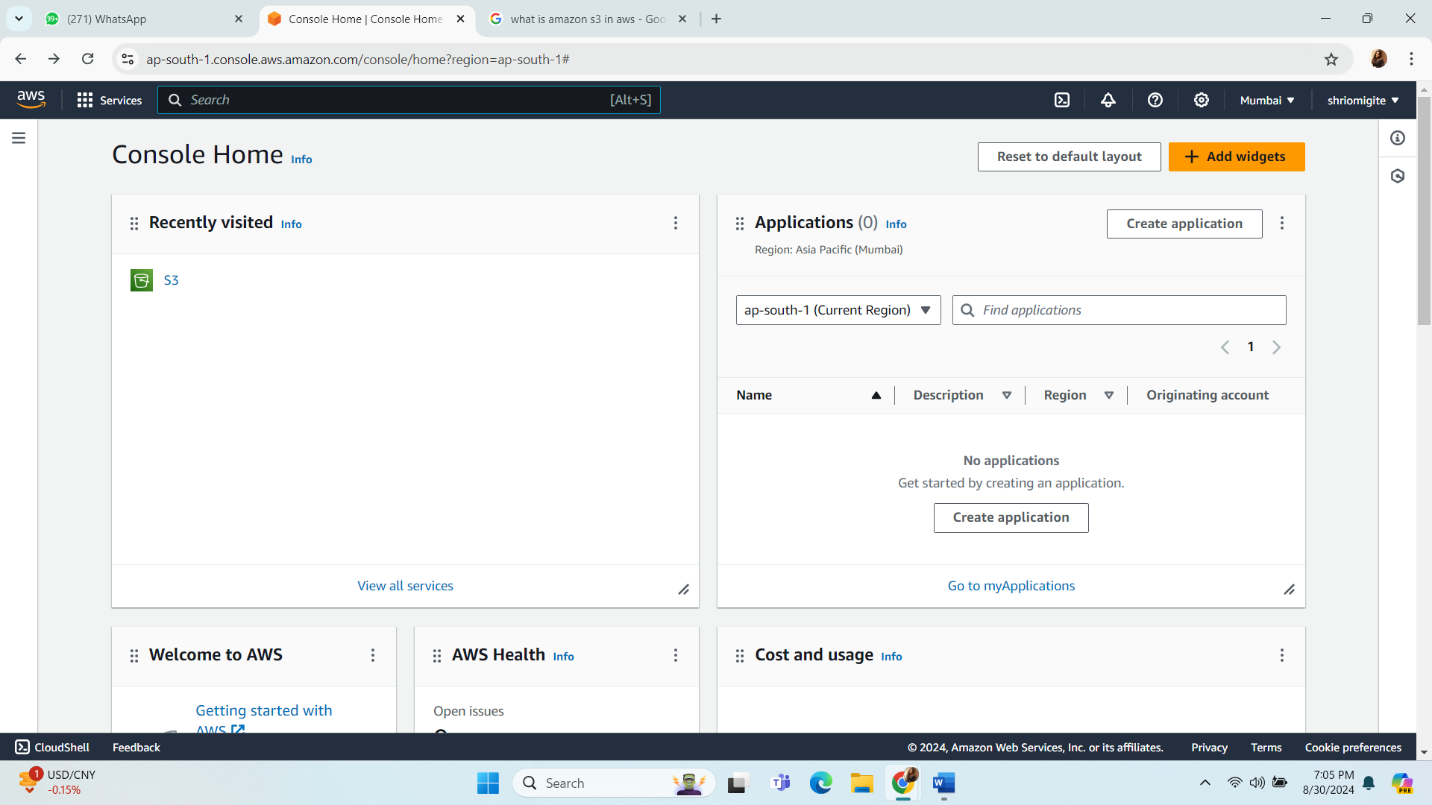 99+ (271) WhatsApp
Console Home | Console Home
what is amazon s3 in aws - Goo
ap-south-1.console.aws.amazon.com/console/home?region=ap-south-1#
aws Services Search [Alt+S] Mumbai ▼ shriomigite ▼
Console Home Info
Reset to default layout
+ Add widgets
Recently visited Info
S3
View all services
Applications (0) Info
Create application
Region: Asia Pacific (Mumbai)
ap-south-1 (Current Region) ▼
Find applications
1
Name Description Region Originating account
No applications
Get started by creating an application.
Create application
Go to myApplications
Welcome to AWS
Getting started with
AWS
AWS Health Info
Open issues
Cost and usage Info
CloudShell Feedback © 2024, Amazon Web Services, Inc. or its affiliates. Privacy Terms Cookie preferences
1 USD/CNY
-0.15%
Search
PRE
7:05 PM
8/30/2024